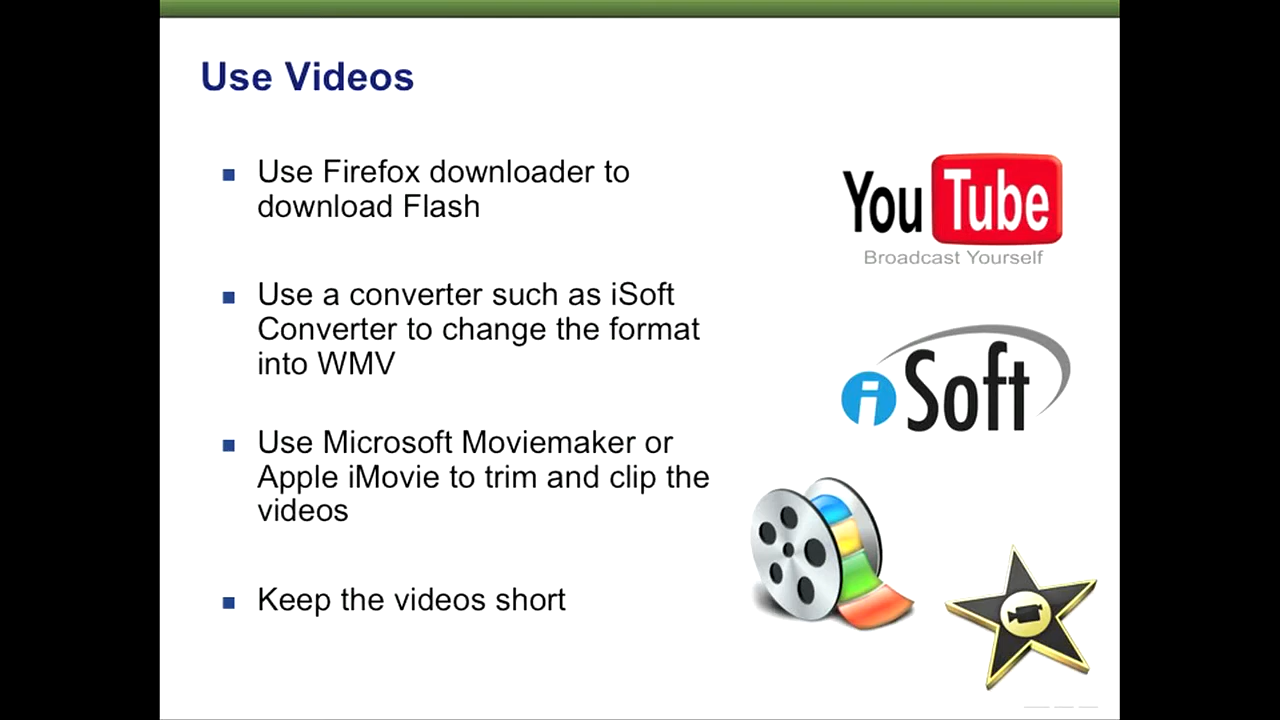 Use Videos
Use Firefox downloader to
download Flash
Use a converter such as iSoft
Converter to change the format
into WMV
Use Microsoft Moviemaker or
Apple iMovie to trim and clip the
videos
Keep the videos short
YouTube
Broadcast Yourself
iSoft